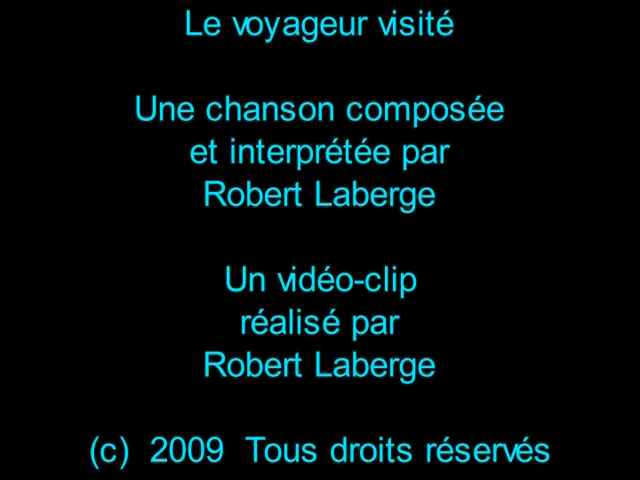 Le voyageur visité
Une chanson composée
et interprétée par
Robert Laberge
Un vidéo-clip
réalisé par
Robert Laberge
(c)  2009  Tous droits réservés